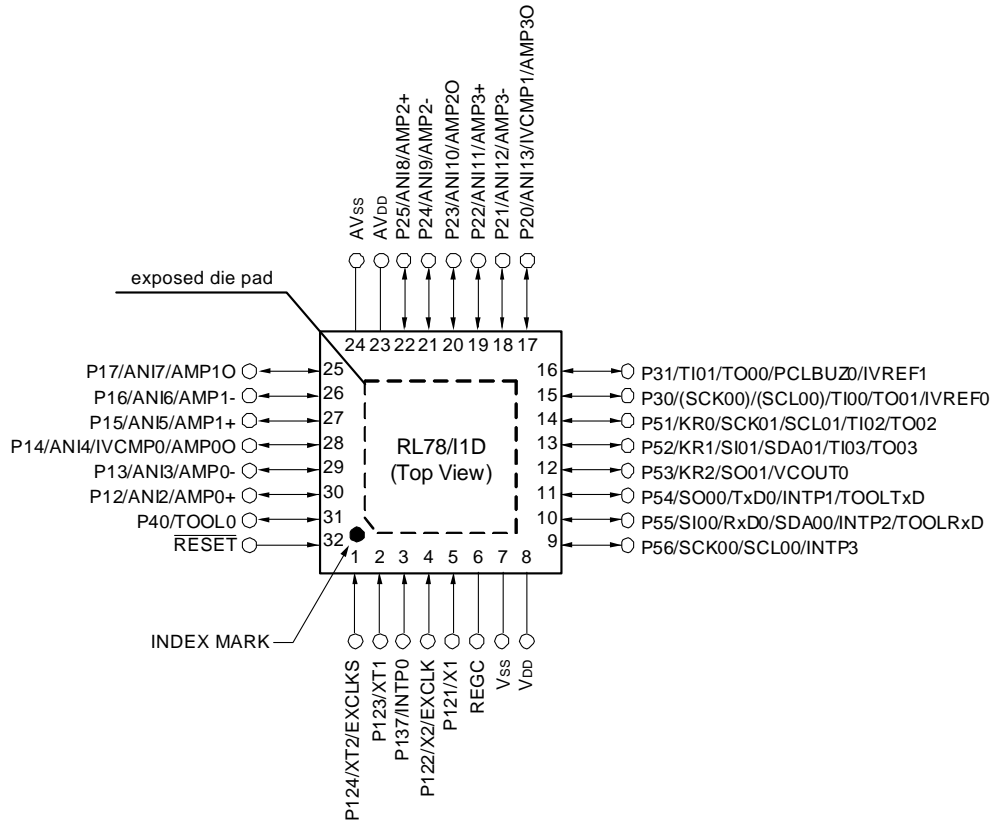 AVSS
AVDD
P25/ANI8/AMP2+
P24/ANI9/AMP2-
P23/ANI10/AMP2O
P22/ANI11/AMP3+
P21/ANI12/AMP3-
P20/ANI13/IVCMP1/AMP3O
exposed die pad
24 23 22 21 20 19 18 17
P17/ANI7/AMP1O 25
P16/ANI6/AMP1- 26
P15/ANI5/AMP1+ 27
P14/ANI4/IVCMP0/AMP0O 28
P13/ANI3/AMP0- 29
P12/ANI2/AMP0+ 30
P40/TOOL0 31
RESET 32
RL78/I1D
(Top View)
16 P31/TI01/TO00/PCLBUZ0/IVREF1
15 P30/(SCK00)/(SCL00)/TI00/TO01/IVREF0
14 P51/KR0/SCK01/SCL01/TI02/TO02
13 P52/KR1/SI01/SDA01/TI03/TO03
12 P53/KR2/SO01/VCOUT0
11 P54/SO00/TxD0/INTP1/TOOLTxD
10 P55/SI00/RxD0/SDA00/INTP2/TOOLRxD
9 P56/SCK00/SCL00/INTP3
1 2 3 4 5 6 7 8
INDEX MARK
P124/XT2/EXCLKS
P123/XT1
P137/INTP0
P122/X2/EXCLK
P121/X1
REGC
VSS
VDD